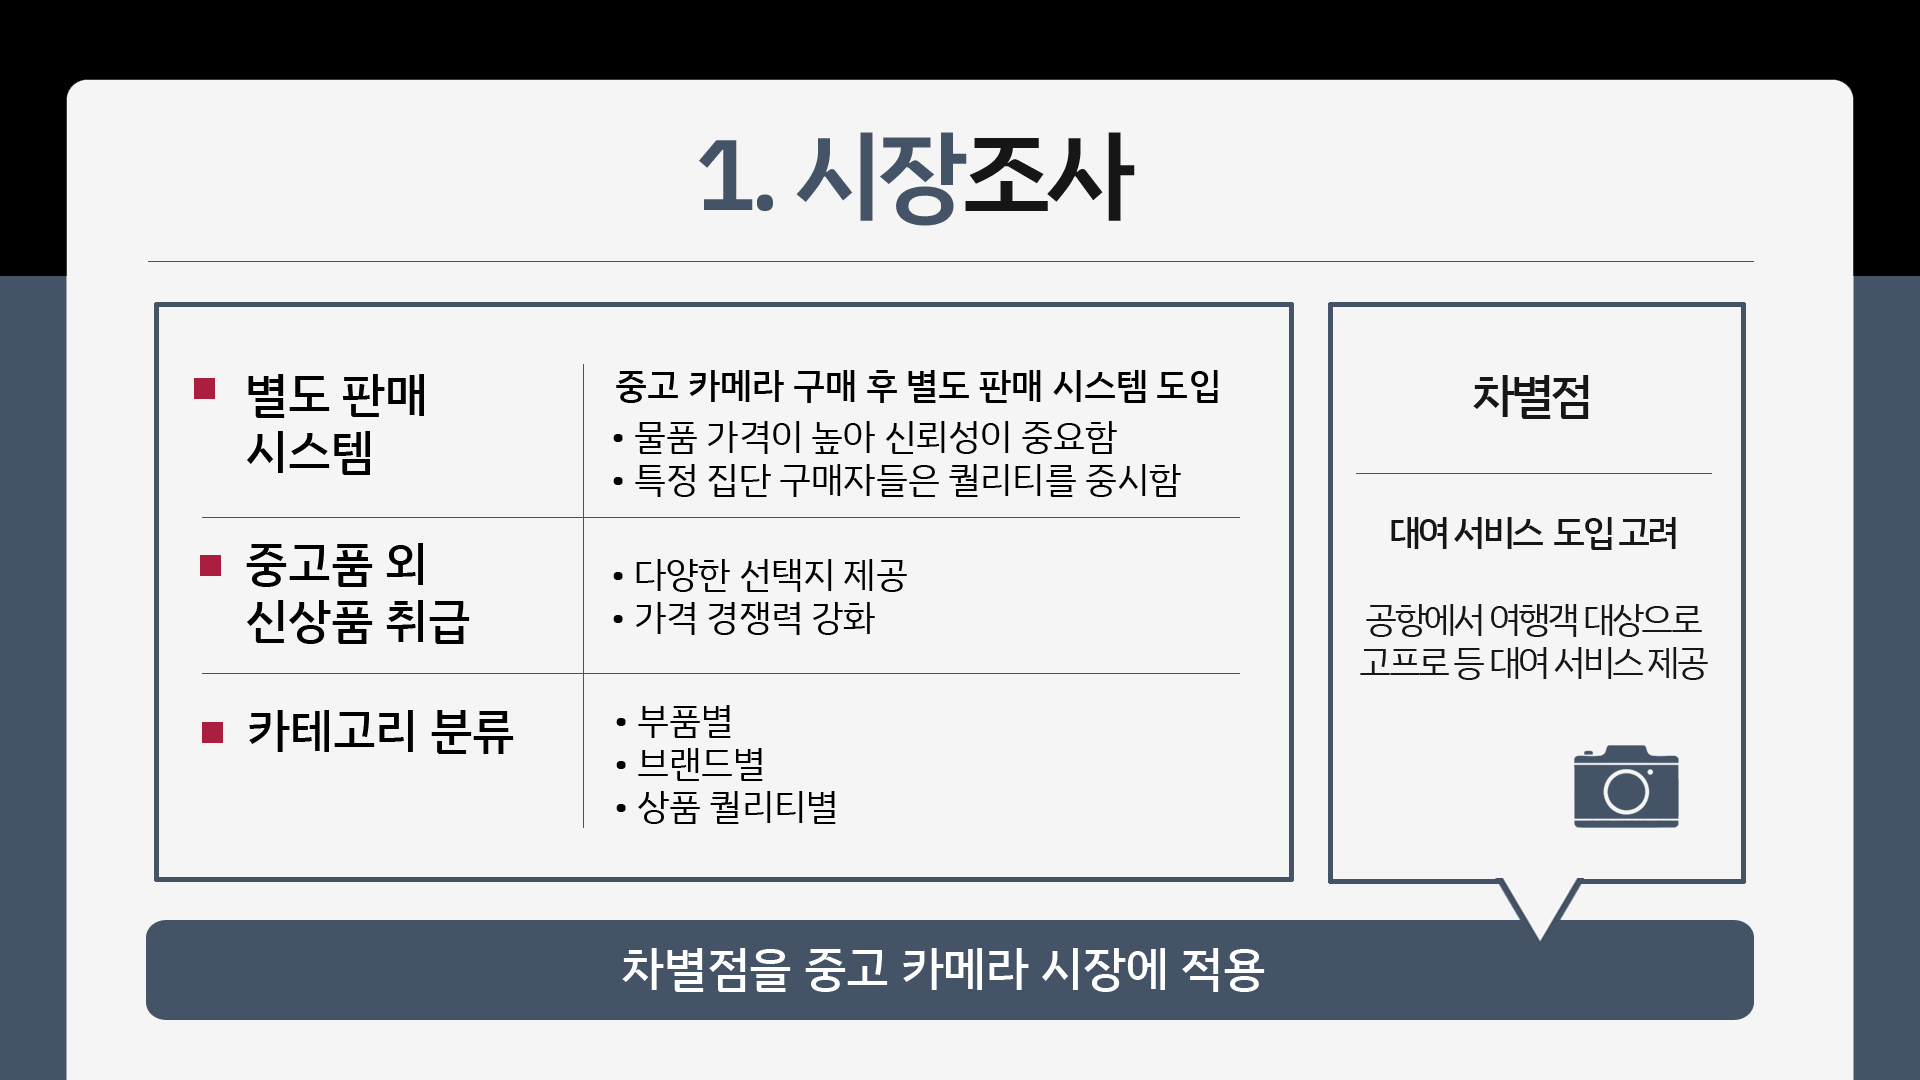 1. 시장조사
별도 판매
시스템
중고 카메라 구매 후 별도 판매 시스템 도입
• 물품 가격이 높아 신뢰성이 중요함
• 특정 집단 구매자들은 퀄리티를 중시함
중고품 외
신상품 취급
• 다양한 선택지 제공
• 가격 경쟁력 강화
카테고리 분류
• 부품별
• 브랜드별
• 상품 퀄리티별
차별점
대여 서비스 도입 고려
공항에서 여행객 대상으로
고프로 등 대여 서비스 제공
차별점을 중고 카메라 시장에 적용